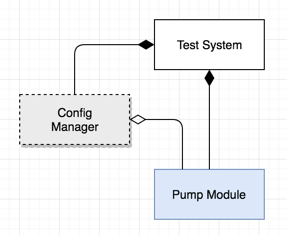 Test System
Config
Manager
Pump Module